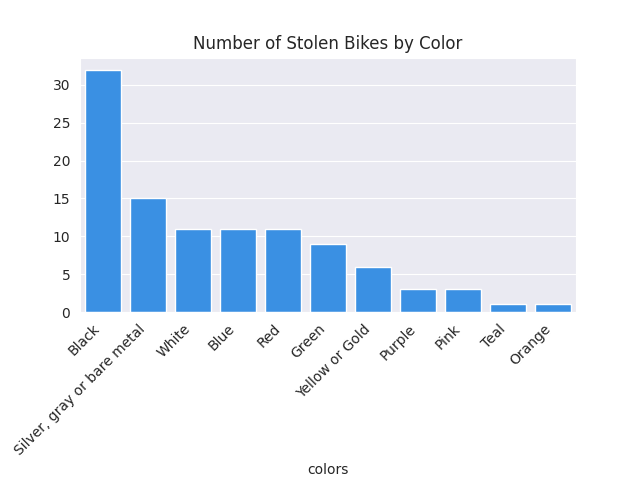 Number of Stolen Bikes by Color
30
25
20
15
10
5
0
Black
Silver, gray or bare metal
White
Blue
Red
Green
Yellow or Gold
Purple
Pink
Teal
Orange
colors